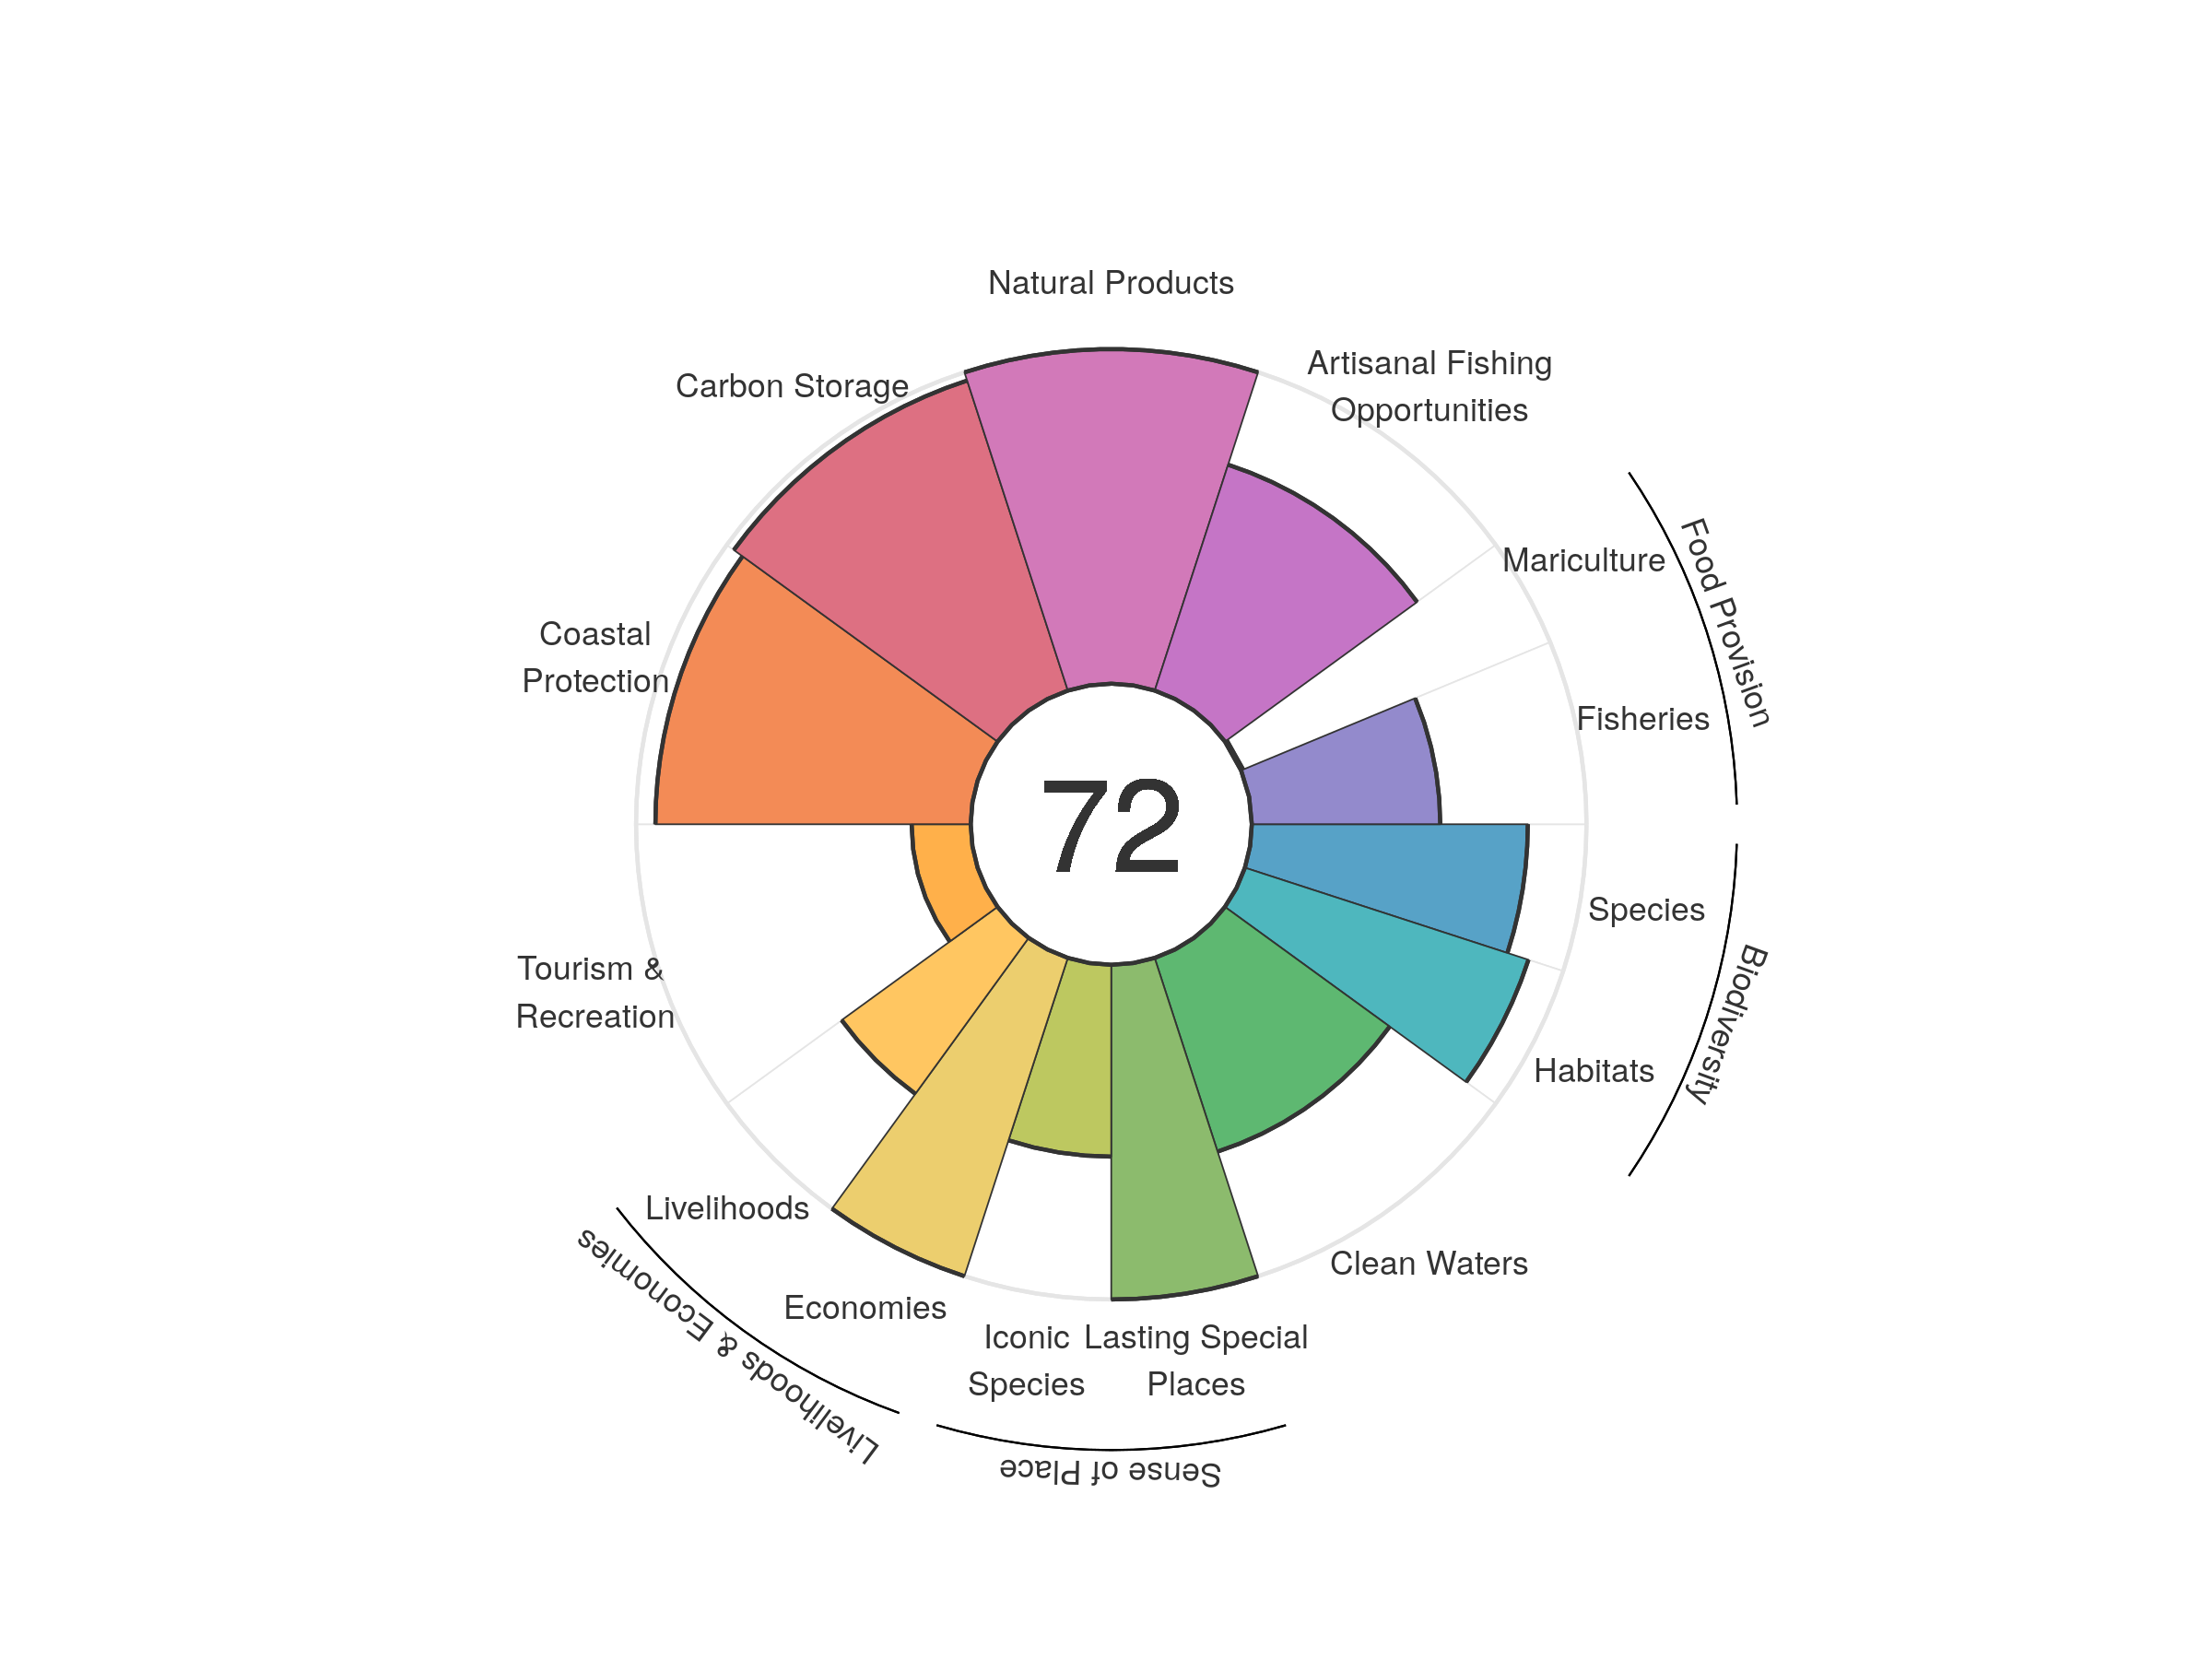 Natural Products
Artisanal Fishing
Opportunities
Carbon Storage
Mariculture
Food Provision
Coastal
Protection
Fisheries
72
Species
Biodiversity
Tourism &
Recreation
Habitats
Livelihoods
Clean Waters
Economies
Livelihoods & Economies
Iconic
Species
Lasting Special
Places
Sense of Place